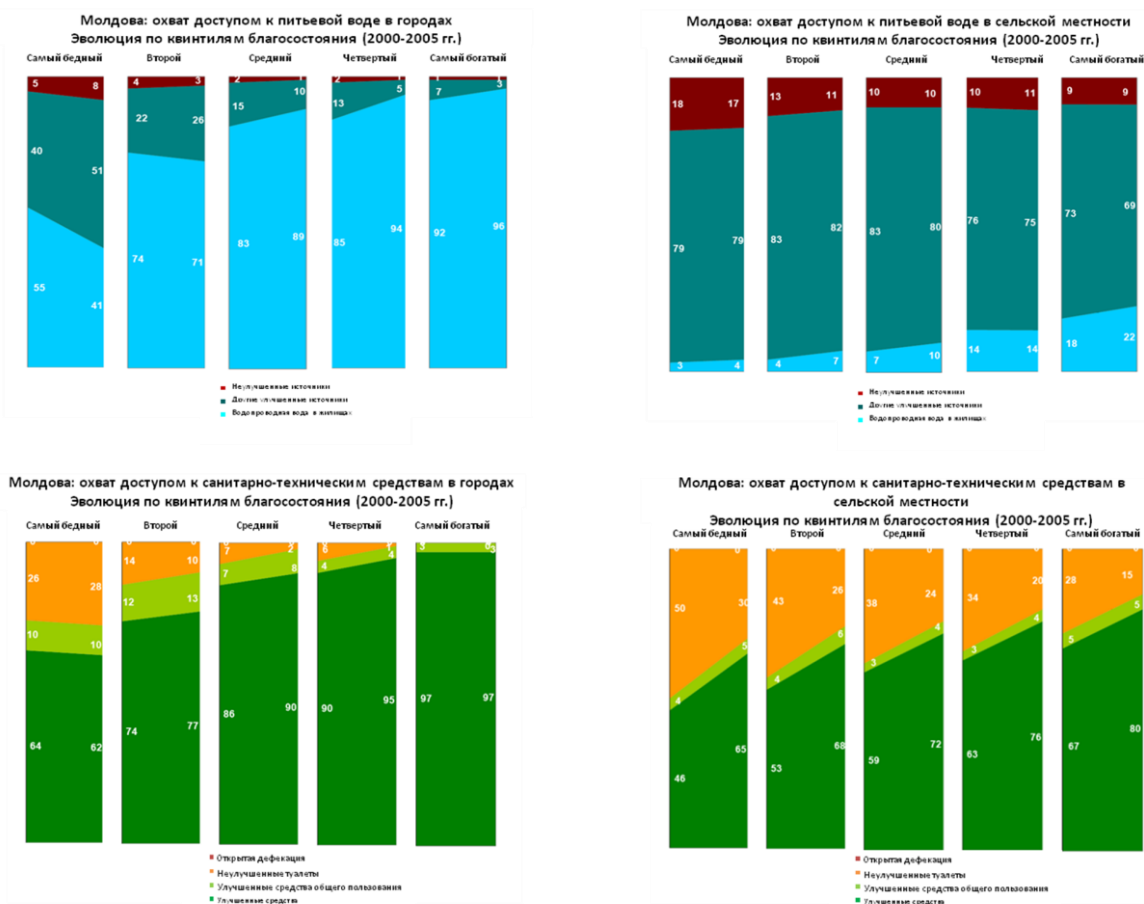 Молдова: охват доступом к питьевой воде в городах
Эволюция по квинтилям благосостояния (2000-2005 гг.)
Самый бедный Второй Средний Четвертый Самый богатый
5 8 4 3 2 1 2 1 1 1
40 51 22 26 15 10 13 5 7 3
55 41 74 71 83 89 85 94 92 96
Неулучшенные источники
Другие улучшенные источники
Водопроводная вода в жилищах
Молдова: охват доступом к питьевой воде в сельской местности
Эволюция по квинтилям благосостояния (2000-2005 гг.)
Самый бедный Второй Средний Четвертый Самый богатый
18 17 13 11 10 10 10 11 9 9
79 79 83 82 83 80 76 75 73 69
3 4 4 7 7 10 14 14 18 22
Неулучшенные источники
Другие улучшенные источники
Водопроводная вода в жилищах
Молдова: охват доступом к санитарно-техническим средствам в городах
Эволюция по квинтилям благосостояния (2000-2005 гг.)
Самый бедный Второй Средний Четвертый Самый богатый
26 28 14 10 7 2 6 1
10 10 12 13 7 8 4 4 3 3
64 62 74 77 86 90 90 95 97 97
Открытая дефекация
Неулучшенные туалеты
Улучшенные средства общего пользования
Улучшенные средства
Молдова: охват доступом к санитарно-техническим средствам в
сельской местности
Эволюция по квинтилям благосостояния (2000-2005 гг.)
Самый бедный Второй Средний Четвертый Самый богатый
0 0 0 0 0 0 0 0 0 0
50 30 43 26 38 24 34 20 28 15
4 5 4 6 3 4 3 4 5 5
46 65 53 68 59 72 63 76 67 80
Открытая дефекация
Неулучшенные туалеты
Улучшенные средства общего пользования
Улучшенные средства